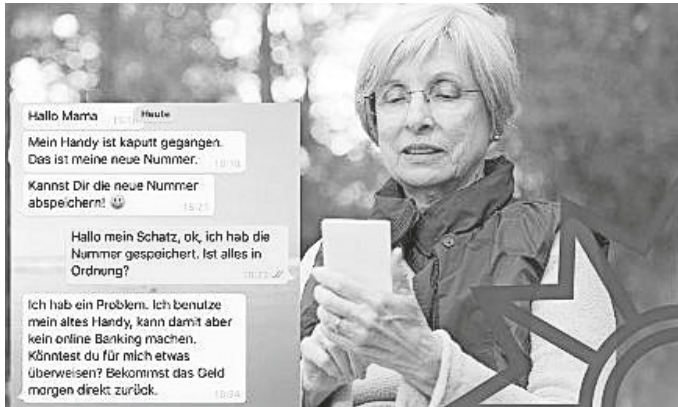 Hallo Mama
Heute
Mein Handy ist kaputt gegangen.
Das ist meine neue Nummer.
Kannst Dir die neue Nummer
abspeichern! 😃
Hallo mein Schatz, ok, ich hab die
Nummer gespeichert. Ist alles in
Ordnung?
Ich hab ein Problem. Ich benutze
mein altes Handy, kann damit aber
kein online Banking machen.
Könntest du für mich etwas
überweisen? Bekommst das Geld
morgen direkt zurück.